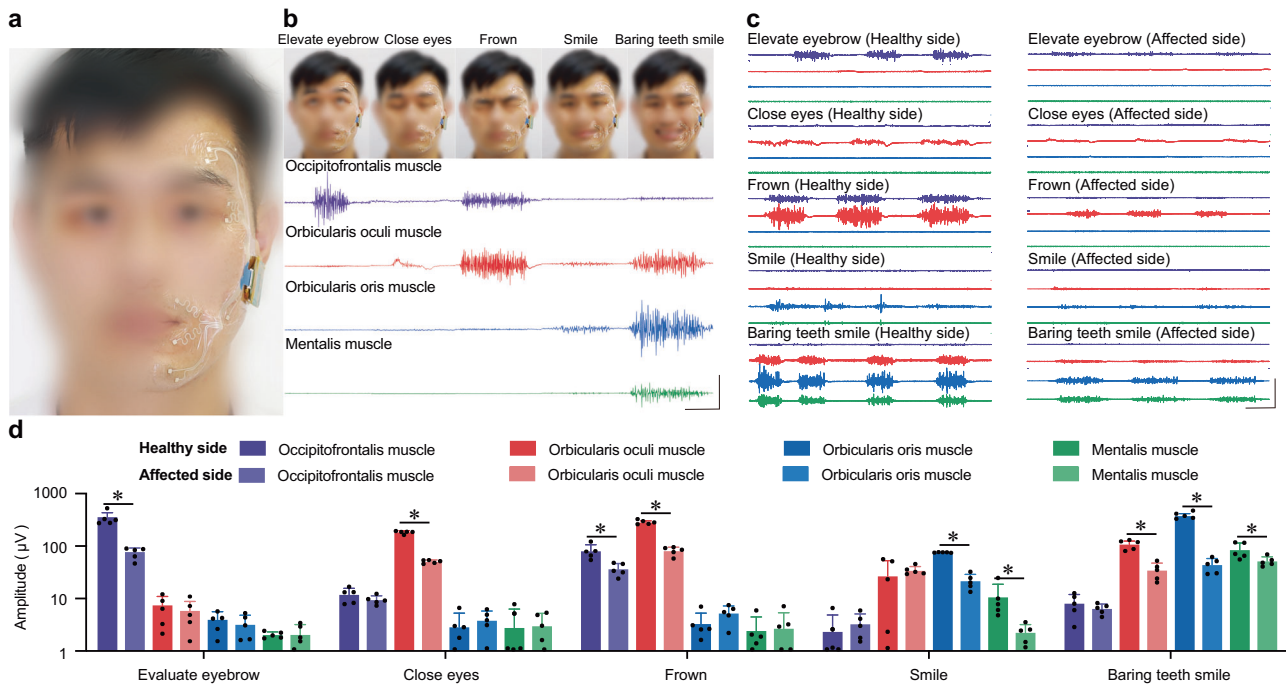 a
b
Elevate eyebrow Close eyes Frown Smile Baring teeth smile
Occipitofrontalis muscle
Orbicularis oculi muscle
Orbicularis oris muscle
Mentalis muscle
c
Elevate eyebrow (Healthy side) Elevate eyebrow (Affected side)
Close eyes (Healthy side) Close eyes (Affected side)
Frown (Healthy side) Frown (Affected side)
Smile (Healthy side) Smile (Affected side)
Baring teeth smile (Healthy side) Baring teeth smile (Affected side)
d
Healthy side Occipitofrontalis muscle Orbicularis oculi muscle Orbicularis oris muscle Mentalis muscle
Affected side Occipitofrontalis muscle Orbicularis oculi muscle Orbicularis oris muscle Mentalis muscle
Amplitude ( μV )
1000
100
10
1
* * * * * * * * * *
Evaluate eyebrow Close eyes Frown Smile Baring teeth smile